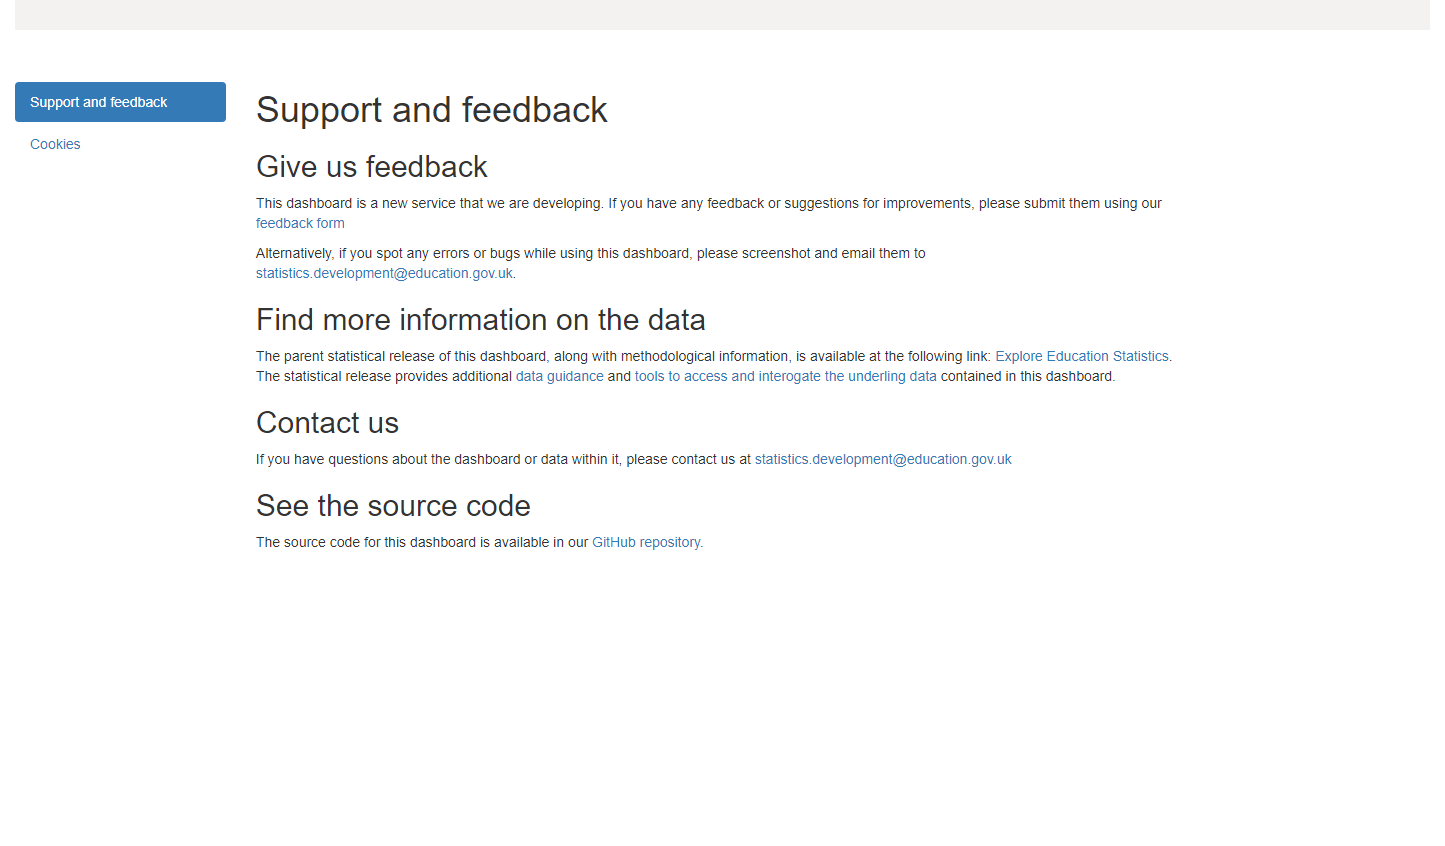 Support and feedback
Cookies
Support and feedback
Give us feedback
This dashboard is a new service that we are developing. If you have any feedback or suggestions for improvements, please submit them using our
feedback form
Alternatively, if you spot any errors or bugs while using this dashboard, please screenshot and email them to
statistics.development@education.gov.uk.
Find more information on the data
The parent statistical release of this dashboard, along with methodological information, is available at the following link: Explore Education Statistics.
The statistical release provides additional data guidance and tools to access and interogate the underling data contained in this dashboard.
Contact us
If you have questions about the dashboard or data within it, please contact us at statistics.development@education.gov.uk
See the source code
The source code for this dashboard is available in our GitHub repository.